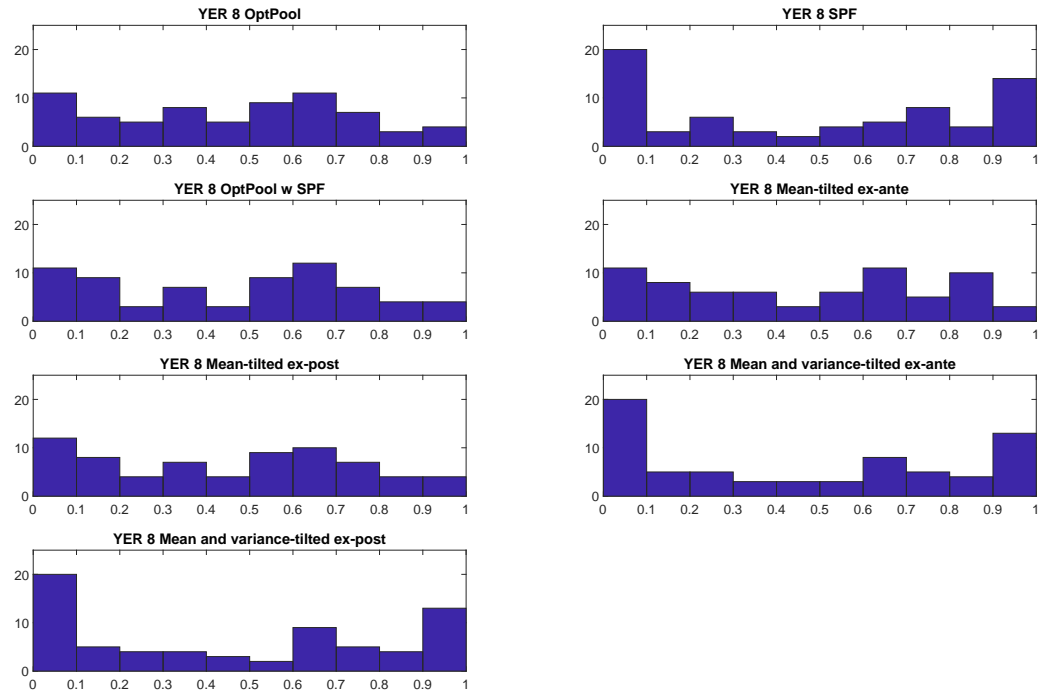 YER 8 OptPool
20
10
0
0 0.1 0.2 0.3 0.4 0.5 0.6 0.7 0.8 0.9 1
YER 8 SPF
20
10
0
0 0.1 0.2 0.3 0.4 0.5 0.6 0.7 0.8 0.9 1
YER 8 OptPool w SPF
20
10
0
0 0.1 0.2 0.3 0.4 0.5 0.6 0.7 0.8 0.9 1
YER 8 Mean-tilted ex-ante
20
10
0
0 0.1 0.2 0.3 0.4 0.5 0.6 0.7 0.8 0.9 1
YER 8 Mean-tilted ex-post
20
10
0
0 0.1 0.2 0.3 0.4 0.5 0.6 0.7 0.8 0.9 1
YER 8 Mean and variance-tilted ex-ante
20
10
0
0 0.1 0.2 0.3 0.4 0.5 0.6 0.7 0.8 0.9 1
YER 8 Mean and variance-tilted ex-post
20
10
0
0 0.1 0.2 0.3 0.4 0.5 0.6 0.7 0.8 0.9 1